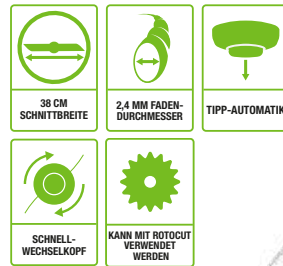 38 CM
SCHNITTBREITE
2,4 MM FADEN-
DURCHMESSER
TIPP-AUTOMATIK
SCHNELL-
WECHSELKOPF
KANN MIT ROTOCUT
VERWENDET
WERDEN